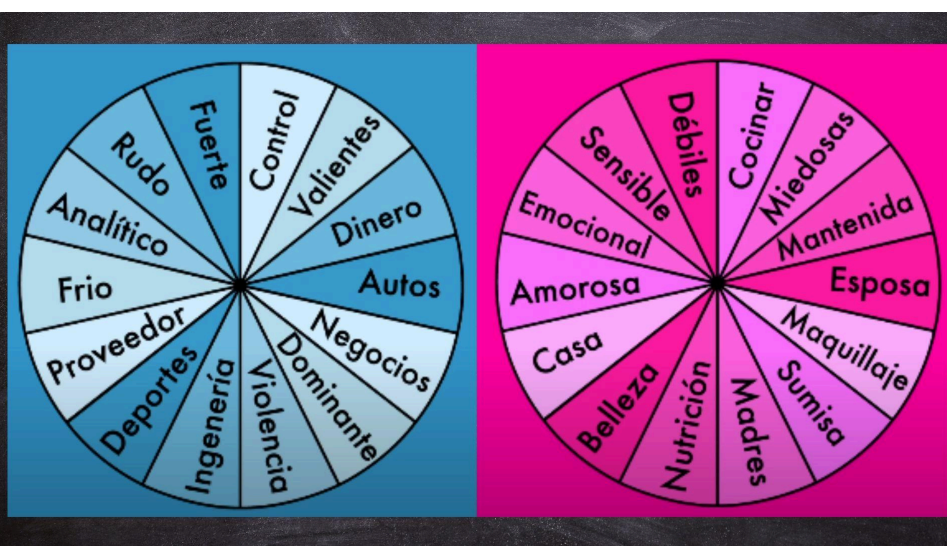 Control
Valientes
Dinero
Autos
Negocios
Dominante
Violencia
Ingenería
Deportes
Proveedor
Frio
Analítico
Rudo
Fuerte
Cocinar
Miedosas
Mantenida
Esposa
Maquillaje
Sumisa
Madres
Nutrición
Belleza
Casa
Amorosa
Emocional
Sensible
Débiles